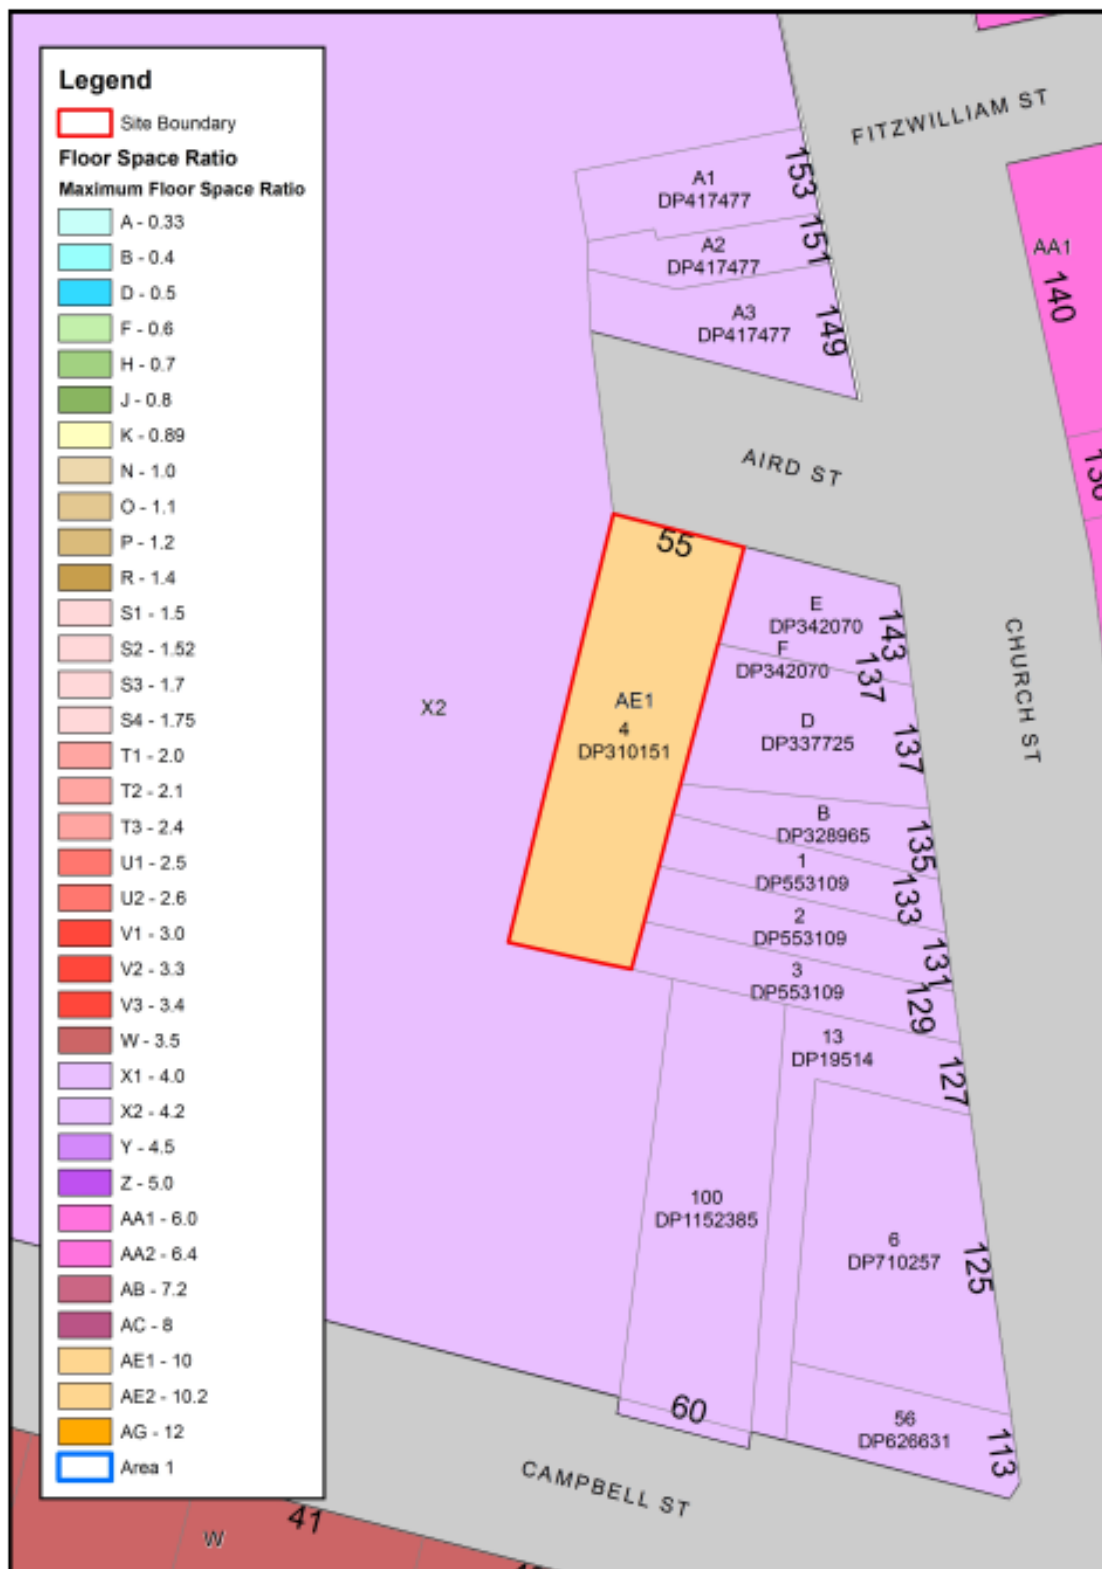 Legend
Site Boundary
Floor Space Ratio
Maximum Floor Space Ratio
A - 0.33
B - 0.4
D - 0.5
F - 0.6
H - 0.7
J - 0.8
K - 0.89
N - 1.0
O - 1.1
P - 1.2
R - 1.4
S1 - 1.5
S2 - 1.52
S3 - 1.7
S4 - 1.75
T1 - 2.0
T2 - 2.1
T3 - 2.4
U1 - 2.5
U2 - 2.6
V1 - 3.0
V2 - 3.3
V3 - 3.4
W - 3.5
X1 - 4.0
X2 - 4.2
Y - 4.5
Z - 5.0
AA1 - 6.0
AA2 - 6.4
AB - 7.2
AC - 8
AE1 - 10
AE2 - 10.2
AG - 12
Area 1
FITZWILLIAM ST
A1
DP417477
153
A2
DP417477
151
A3
DP417477
149
AA1
140
AIRD ST
55
E
DP342070
143
F
DP342070
137
CHURCH ST
X2
AE1
4
DP310151
D
DP337725
137
B
DP328965
135
1
DP553109
133
2
DP553109
131
3
DP553109
129
13
DP19514
127
100
DP1152385
6
DP710257
125
60
56
DP626631
113
CAMPBELL ST
41
W